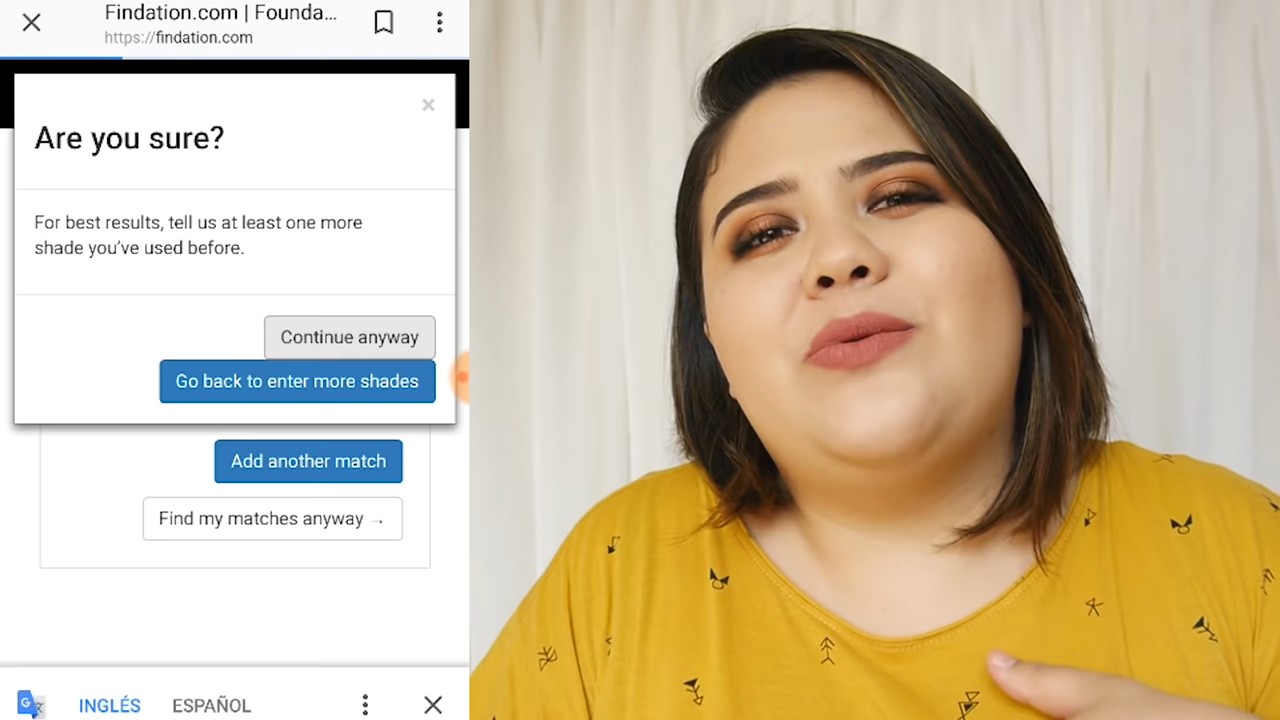 Findation.com | Founda...
https://findation.com
×
Are you sure?
For best results, tell us at least one more
shade you've used before.
Continue anyway
Go back to enter more shades
Add another match
Find my matches anyway →
INGLÉS ESPAÑOL